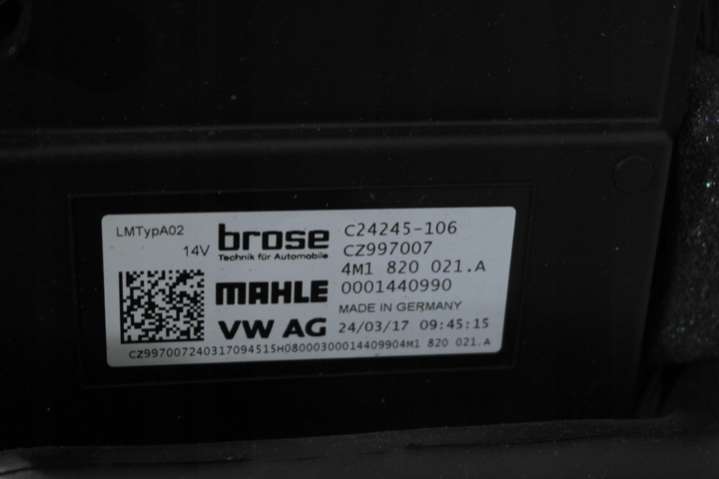 LMTypA02
14V
brose
Technik für Automobile
MAHLE
VW AG
C24245-106
CZ997007
4M1 820 021.A
0001440990
MADE IN GERMANY
24/03/17 09:45:15
CZ997007240317094515H08000300014409904M1 820 021.A